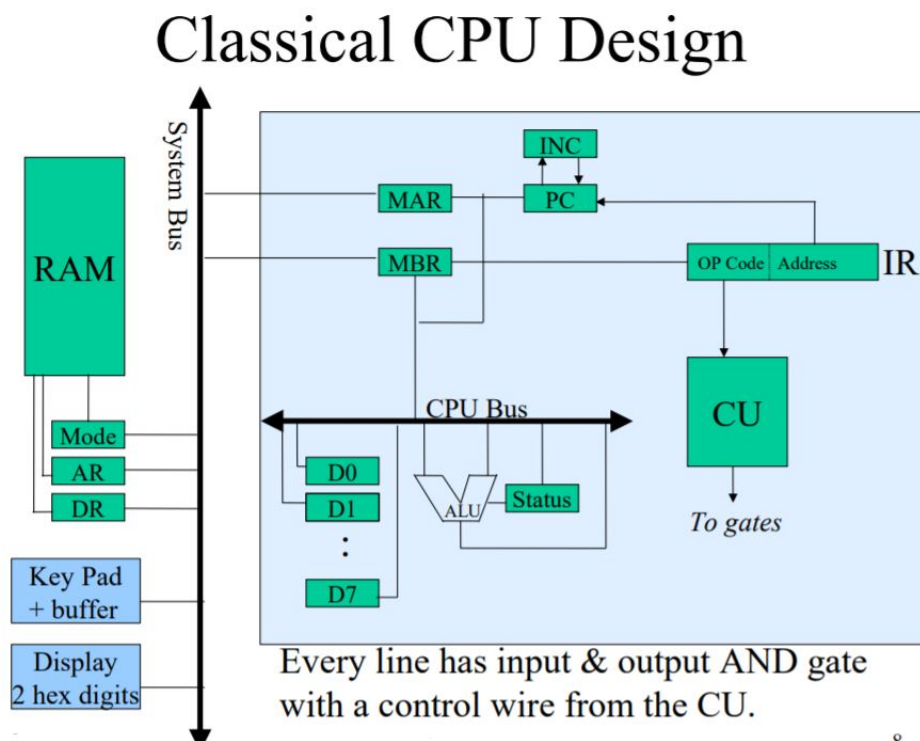 Classical CPU Design
System Bus
RAM
Mode
AR
DR
Key Pad
+ buffer
Display
2 hex digits
INC
MAR
PC
MBR
OP Code
Address
IR
CU
To gates
CPU Bus
D0
D1
:
D7
ALU
Status
Every line has input & output AND gate
with a control wire from the CU.
8